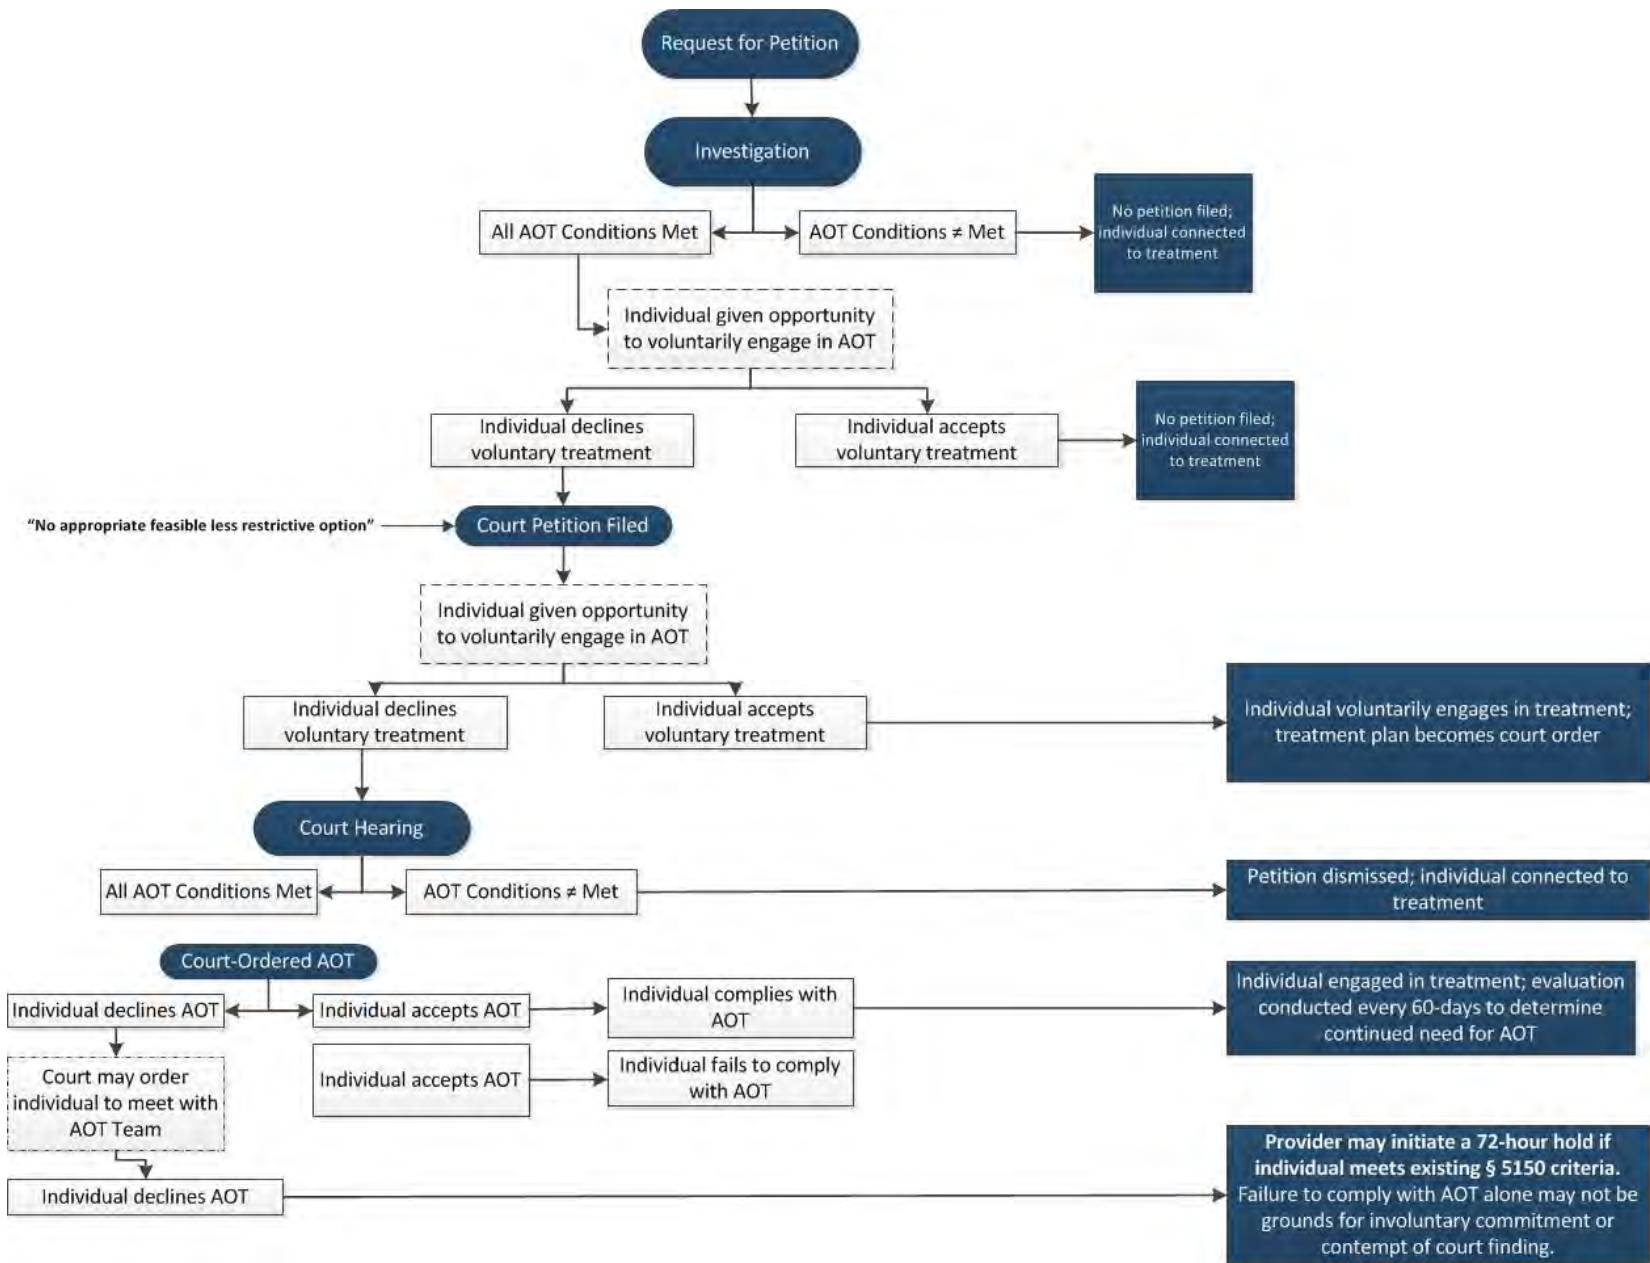 Request for Petition
Investigation
All AOT Conditions Met
AOT Conditions ≠ Met
No petition filed;
individual connected
to treatment
Individual given opportunity
to voluntarily engage in AOT
Individual declines
voluntary treatment
Individual accepts
voluntary treatment
No petition filed;
individual connected
to treatment
“No appropriate feasible less restrictive option”
Court Petition Filed
Individual given opportunity
to voluntarily engage in AOT
Individual declines
voluntary treatment
Individual accepts
voluntary treatment
Individual voluntarily engages in treatment;
treatment plan becomes court order
Court Hearing
All AOT Conditions Met
AOT Conditions ≠ Met
Petition dismissed; individual connected to
treatment
Court-Ordered AOT
Individual declines AOT
Individual accepts AOT
Individual complies with
AOT
Individual engaged in treatment; evaluation
conducted every 60-days to determine
continued need for AOT
Court may order
individual to meet with
AOT Team
Individual accepts AOT
Individual fails to comply
with AOT
Individual declines AOT
Provider may initiate a 72-hour hold if
individual meets existing § 5150 criteria.
Failure to comply with AOT alone may not be
grounds for involuntary commitment or
contempt of court finding.